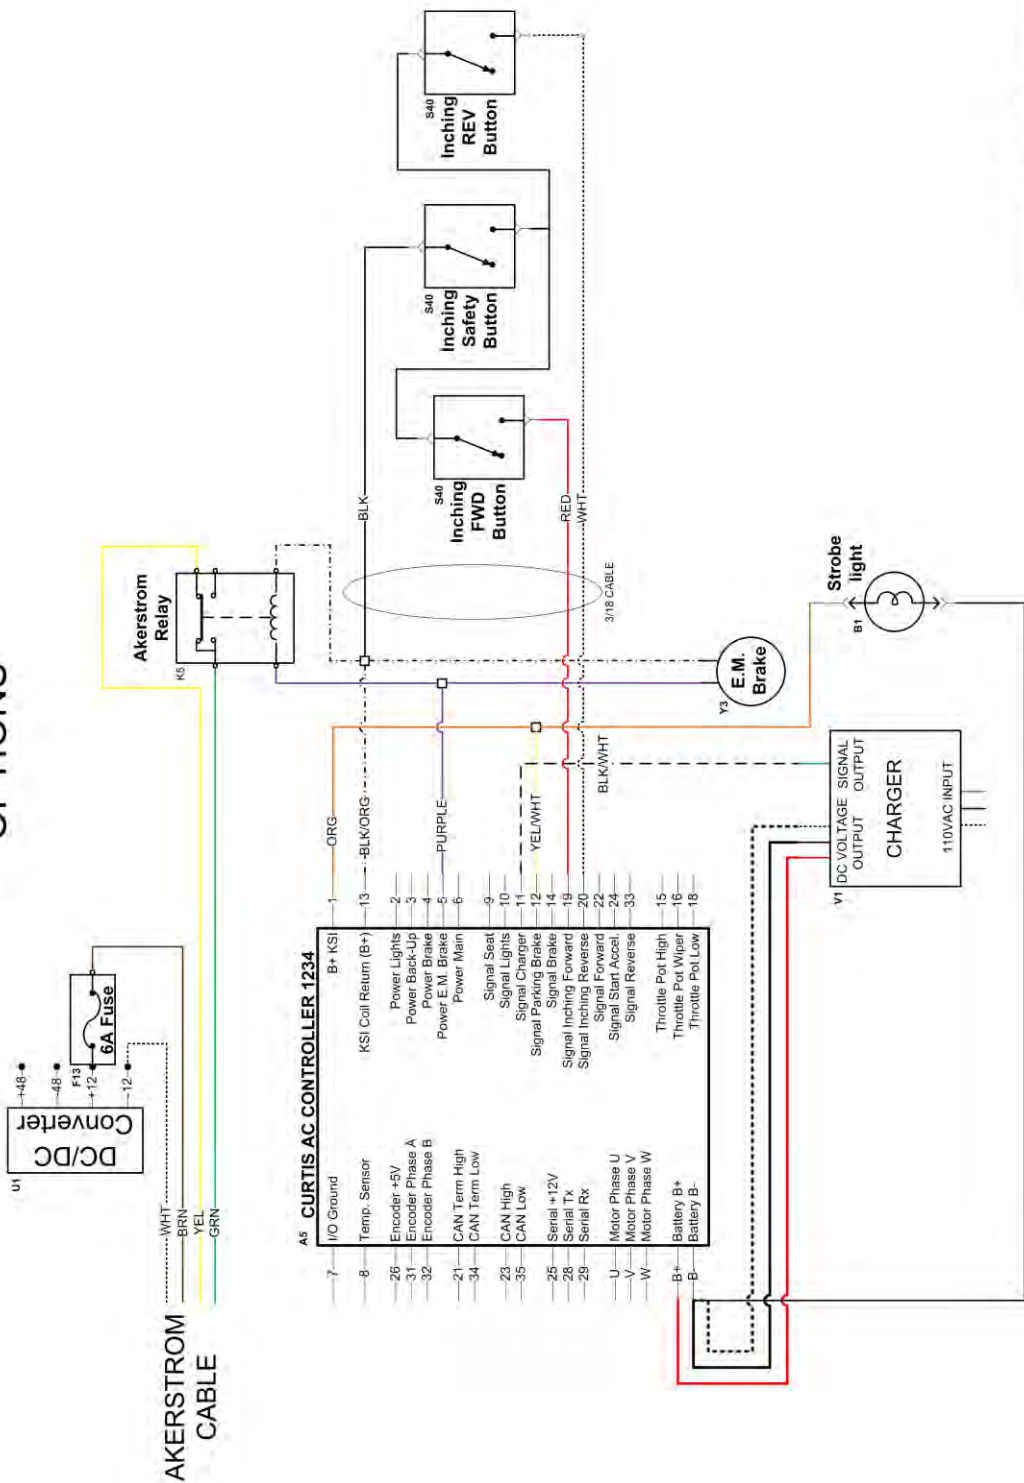 OPTIONS
U1
DC/DC
Converter
+48
-48
+12
-12
F13
6A Fuse
WHT
BRN
YEL
GRN
AKERSTROM
CABLE
Akerstrom
Relay
K5
BLK
S40
Inching
REV
Button
S40
Inching
Safety
Button
S40
Inching
FWD
Button
RED
WHT
3/18 CABLE
E.M.
Brake
Y3
Strobe
light
B1
ORG
BLK/ORG
PURPLE
YEL/WHT
BLK/WHT
V1
DC VOLTAGE
OUTPUT
SIGNAL
OUTPUT
CHARGER
110VAC INPUT
A5 CURTIS AC CONTROLLER 1234
7 I/O Ground
8 Temp. Sensor
26 Encoder +5V
31 Encoder Phase A
32 Encoder Phase B
21 CAN Term High
34 CAN Term Low
23 CAN High
35 CAN Low
25 Serial +12V
28 Serial Tx
29 Serial Rx
U Motor Phase U
V Motor Phase V
W Motor Phase W
B+ Battery B+
B- Battery B-
B+ KSI 1
KSI Coil Return (B+) 13
Power Lights 2
Power Back-Up 3
Power Brake 4
Power E.M. Brake 5
Power Main 6
Signal Seat 9
Signal Lights 10
Signal Charger 11
Signal Parking Brake 12
Signal Brake 14
Signal Inching Forward 19
Signal Inching Reverse 20
Signal Forward 22
Signal Start Accel. 24
Signal Reverse 33
Throttle Pot High 15
Throttle Pot Wiper 16
Throttle Pot Low 18